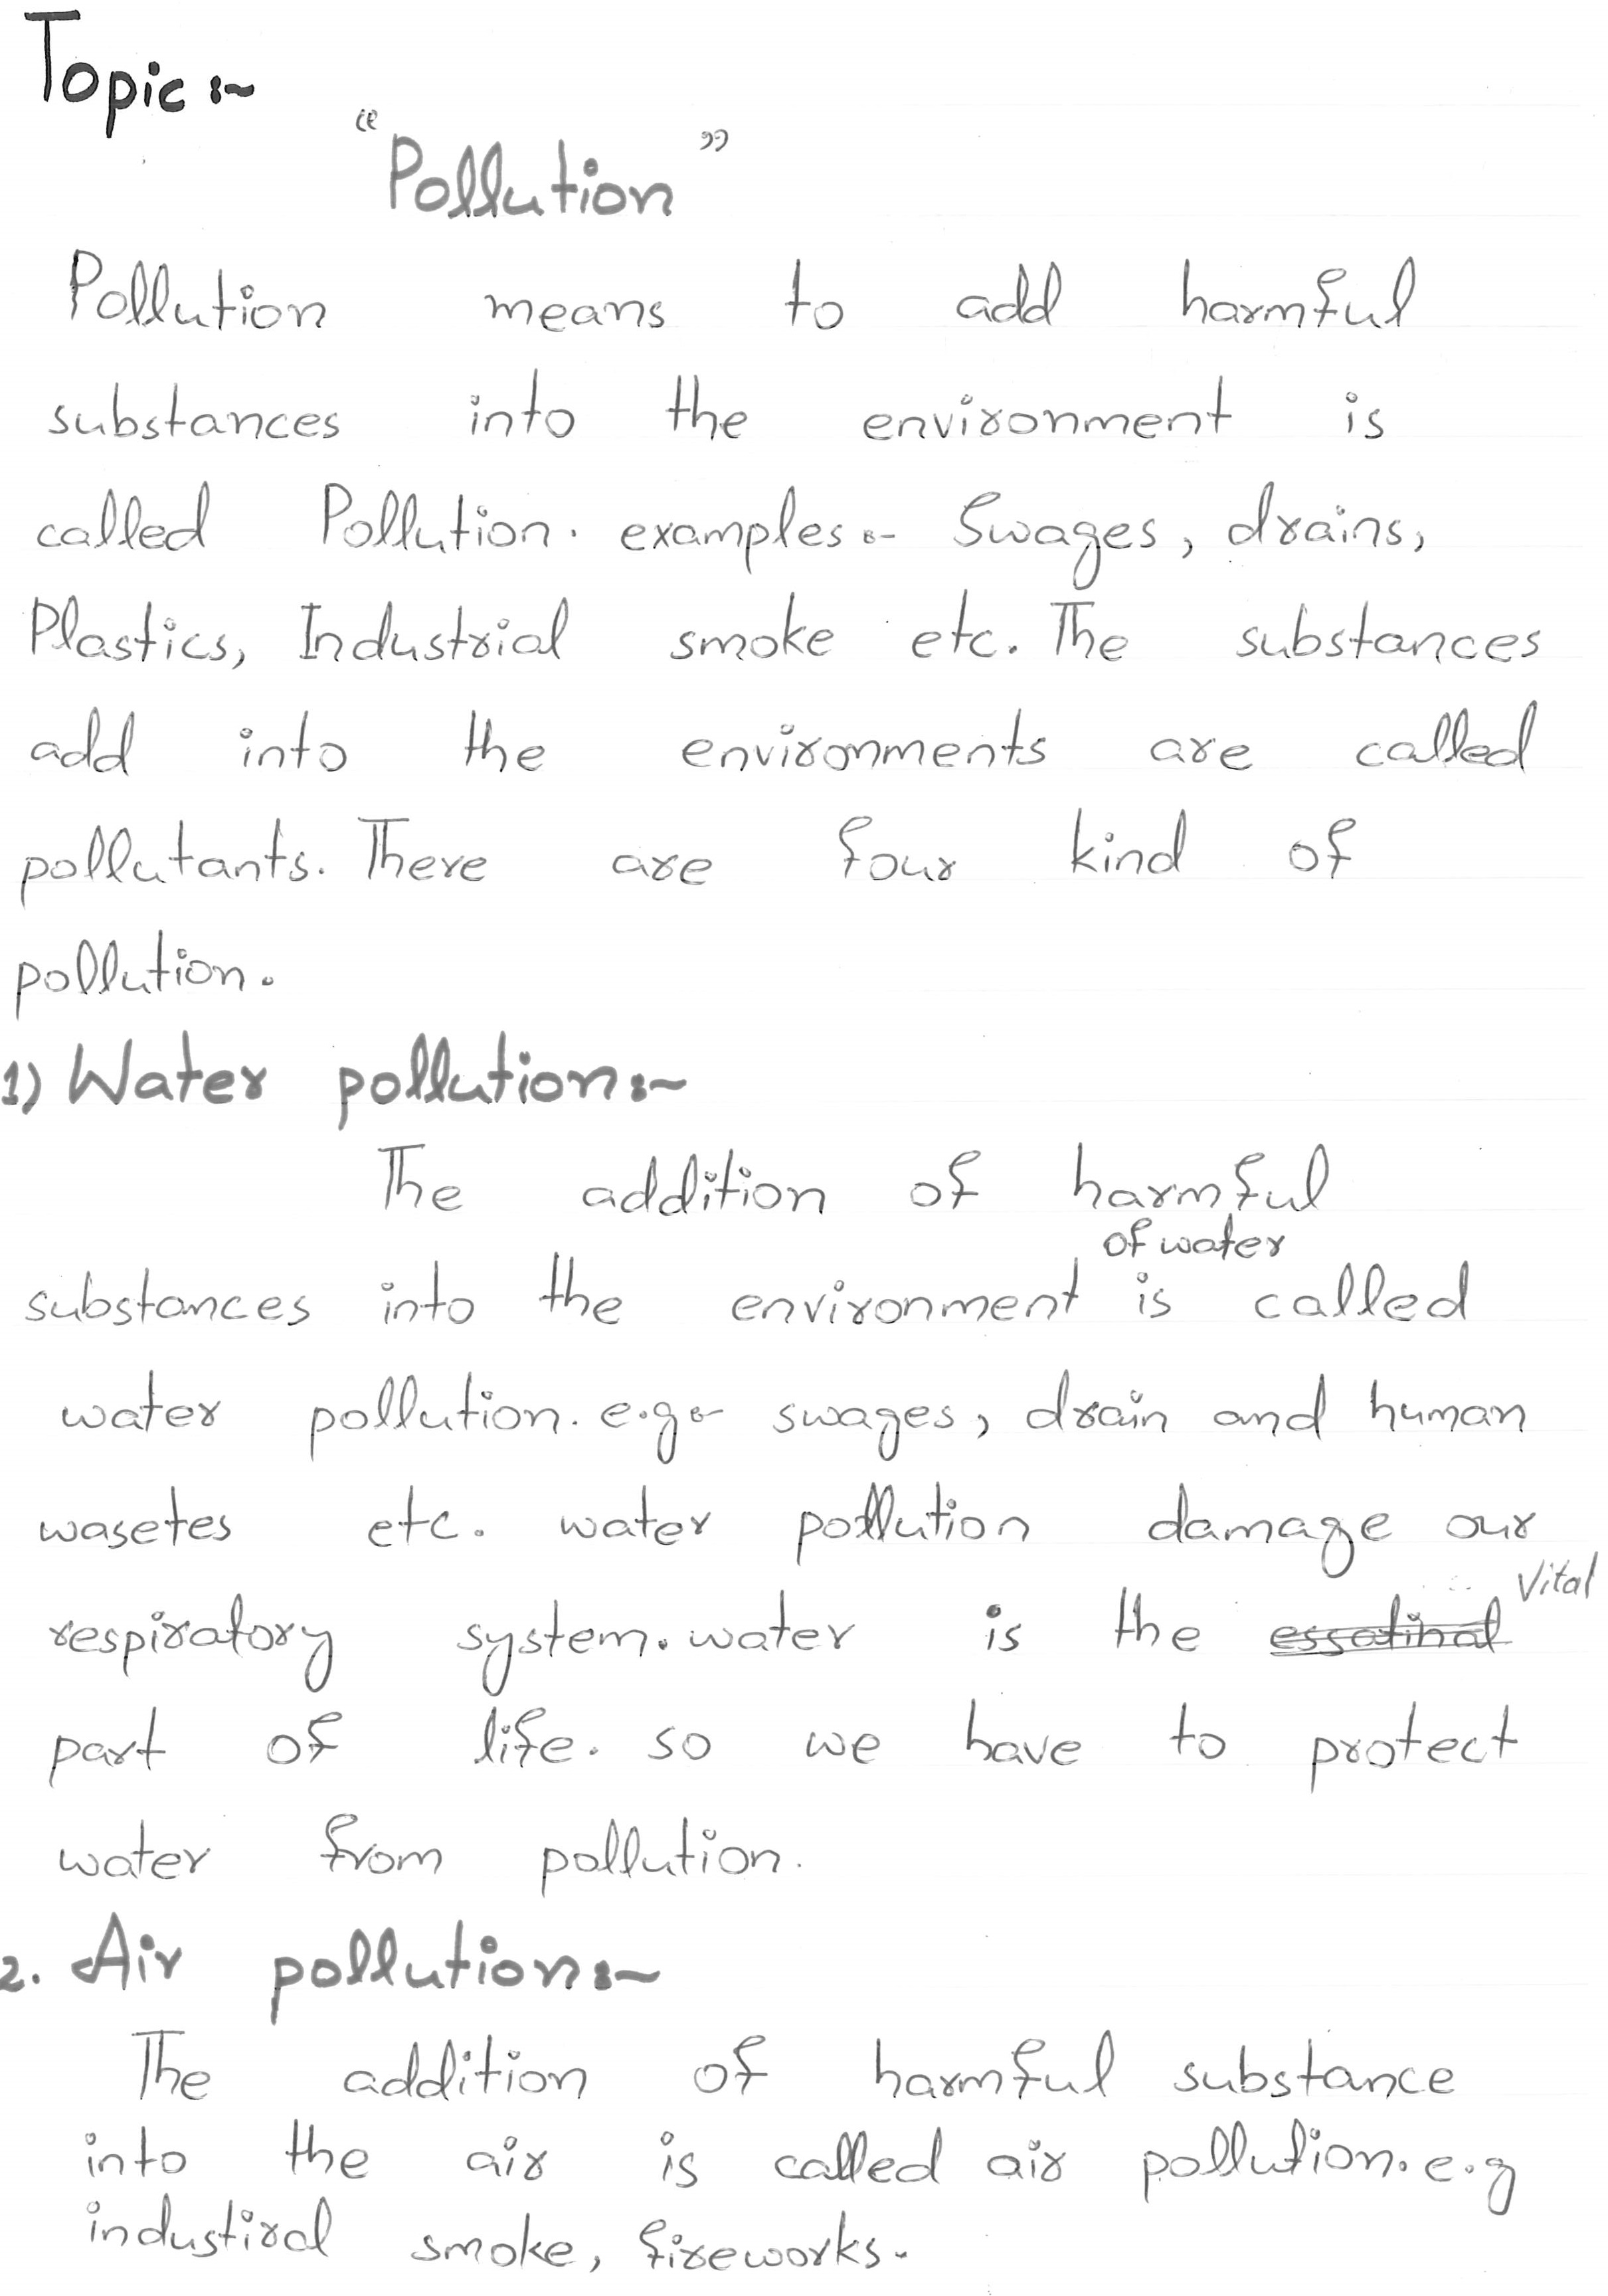 Topic :~
"Pollution"
Pollution means to add harmful
substances into the environment is
called Pollution. examples:- Swages, drains,
Plastics, Industrial smoke etc. The substances
add into the environments are called
pollutants. There are four kind of
pollution.
1) Water pollution:~
The addition of harmful
of water
substances into the environment is called
water pollution. e.g:- swages, drain and human
wasetes etc. water pollution damage our
respiratory system. water is the essatinal Vital
part of life. so we have to protect
water from pollution.
2. Air pollution:~
The addition of harmful substance
into the air is called air pollution. e.g
industiral smoke, fireworks.